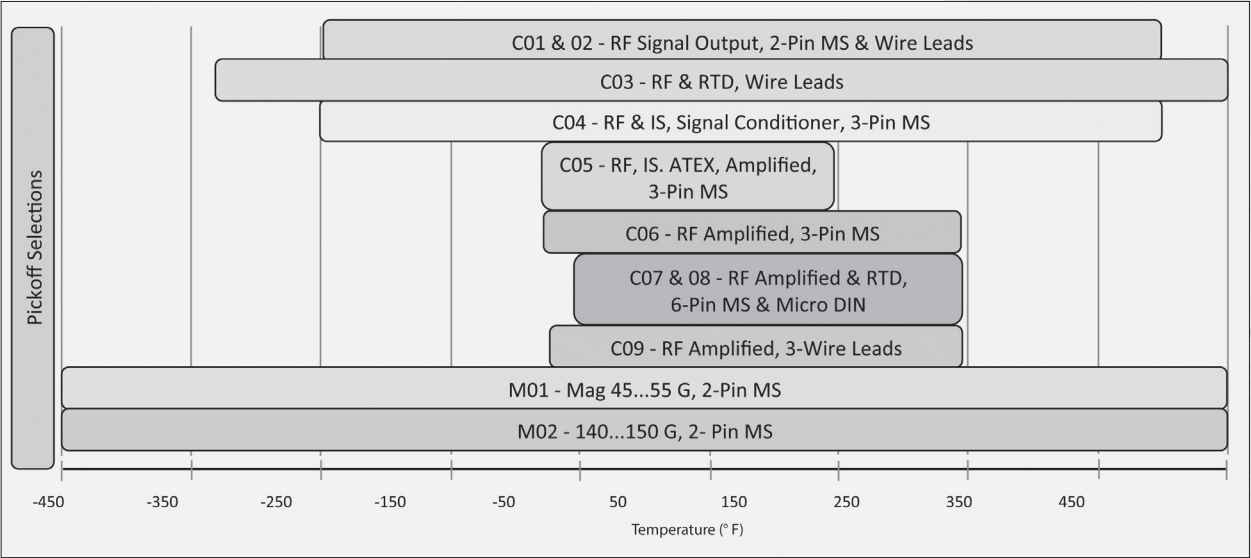 Pickoff Selections
C01 & 02 - RF Signal Output, 2-Pin MS & Wire Leads
C03 - RF & RTD, Wire Leads
C04 - RF & IS, Signal Conditioner, 3-Pin MS
C05 - RF, IS. ATEX, Amplified,
3-Pin MS
C06 - RF Amplified, 3-Pin MS
C07 & 08 - RF Amplified & RTD,
6-Pin MS & Micro DIN
C09 - RF Amplified, 3-Wire Leads
M01 - Mag 45...55 G, 2-Pin MS
M02 - 140...150 G, 2- Pin MS
-450 -350 -250 -150 -50 50 150 250 350 450
Temperature (° F)